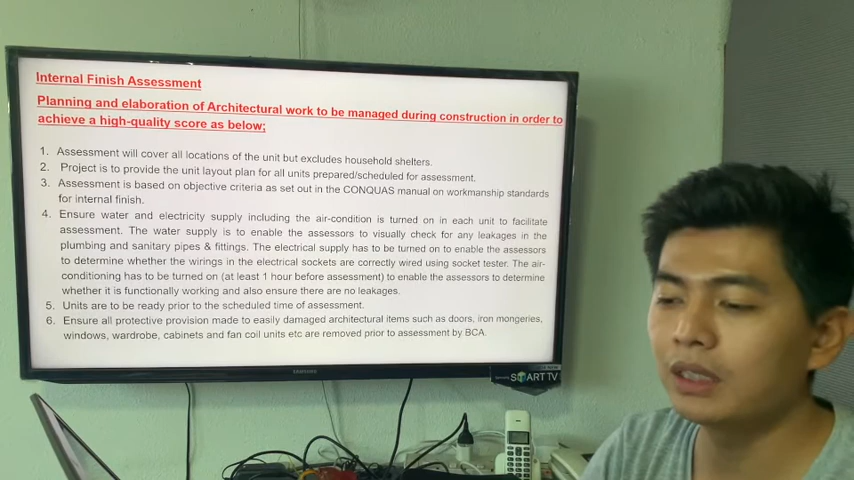 Internal Finish Assessment
Planning and elaboration of Architectural work to be managed during construction in order to
achieve a high-quality score as below;
1. Assessment will cover all locations of the unit but excludes household shelters.
2. Project is to provide the unit layout plan for all units prepared/scheduled for assessment.
3. Assessment is based on objective criteria as set out in the CONQUAS manual on workmanship standards
for internal finish.
4. Ensure water and electricity supply including the air-condition is turned on in each unit to facilitate
assessment. The water supply is to enable the assessors to visually check for any leakages in the
plumbing and sanitary pipes & fittings. The electrical supply has to be turned on to enable the assessors
to determine whether the wirings in the electrical sockets are correctly wired using socket tester. The air-
conditioning has to be turned on (at least 1 hour before assessment) to enable the assessors to determine
whether it is functionally working and also ensure there are no leakages.
5. Units are to be ready prior to the scheduled time of assessment.
6. Ensure all protective provision made to easily damaged architectural items such as doors, iron mongeries,
windows, wardrobe, cabinets and fan coil units etc are removed prior to assessment by BCA.
SAMSUNG
SMART TV